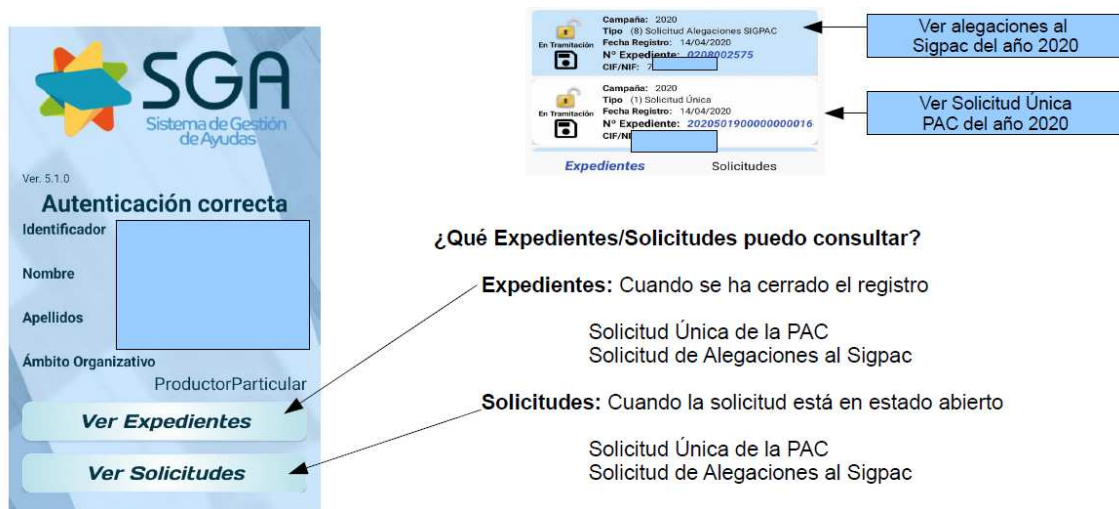 SGA
Sistema de Gestión
de Ayudas
Ver. 5.1.0
Autenticación correcta
Identificador
Nombre
Apellidos
Ámbito Organizativo
ProductorParticular
Ver Expedientes
Ver Solicitudes
En Tramitación
Campaña: 2020
Tipo (8) Solicitud Alegaciones SIGPAC
Fecha Registro: 14/04/2020
Nº Expediente: 0208002575
CIF/NIF: 7
Ver alegaciones al
Sigpac del año 2020
En Tramitación
Campaña: 2020
Tipo (1) Solicitud Única
Fecha Registro: 14/04/2020
Nº Expediente: 2020501900000000016
CIF/NI
Ver Solicitud Única
PAC del año 2020
Expedientes Solicitudes
¿Qué Expedientes/Solicitudes puedo consultar?
Expedientes: Cuando se ha cerrado el registro
Solicitud Única de la PAC
Solicitud de Alegaciones al Sigpac
Solicitudes: Cuando la solicitud está en estado abierto
Solicitud Única de la PAC
Solicitud de Alegaciones al Sigpac